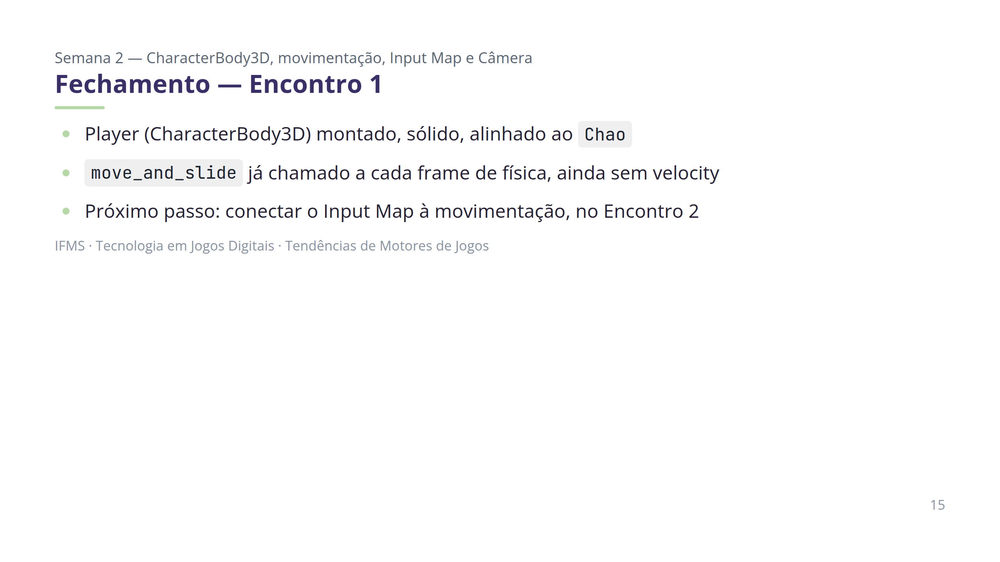 Semana 2 — CharacterBody3D, movimentação, Input Map e Câmera
Fechamento — Encontro 1
Player (CharacterBody3D) montado, sólido, alinhado ao Chao
move_and_slide já chamado a cada frame de física, ainda sem velocity
Próximo passo: conectar o Input Map à movimentação, no Encontro 2
IFMS · Tecnologia em Jogos Digitais · Tendências de Motores de Jogos
15